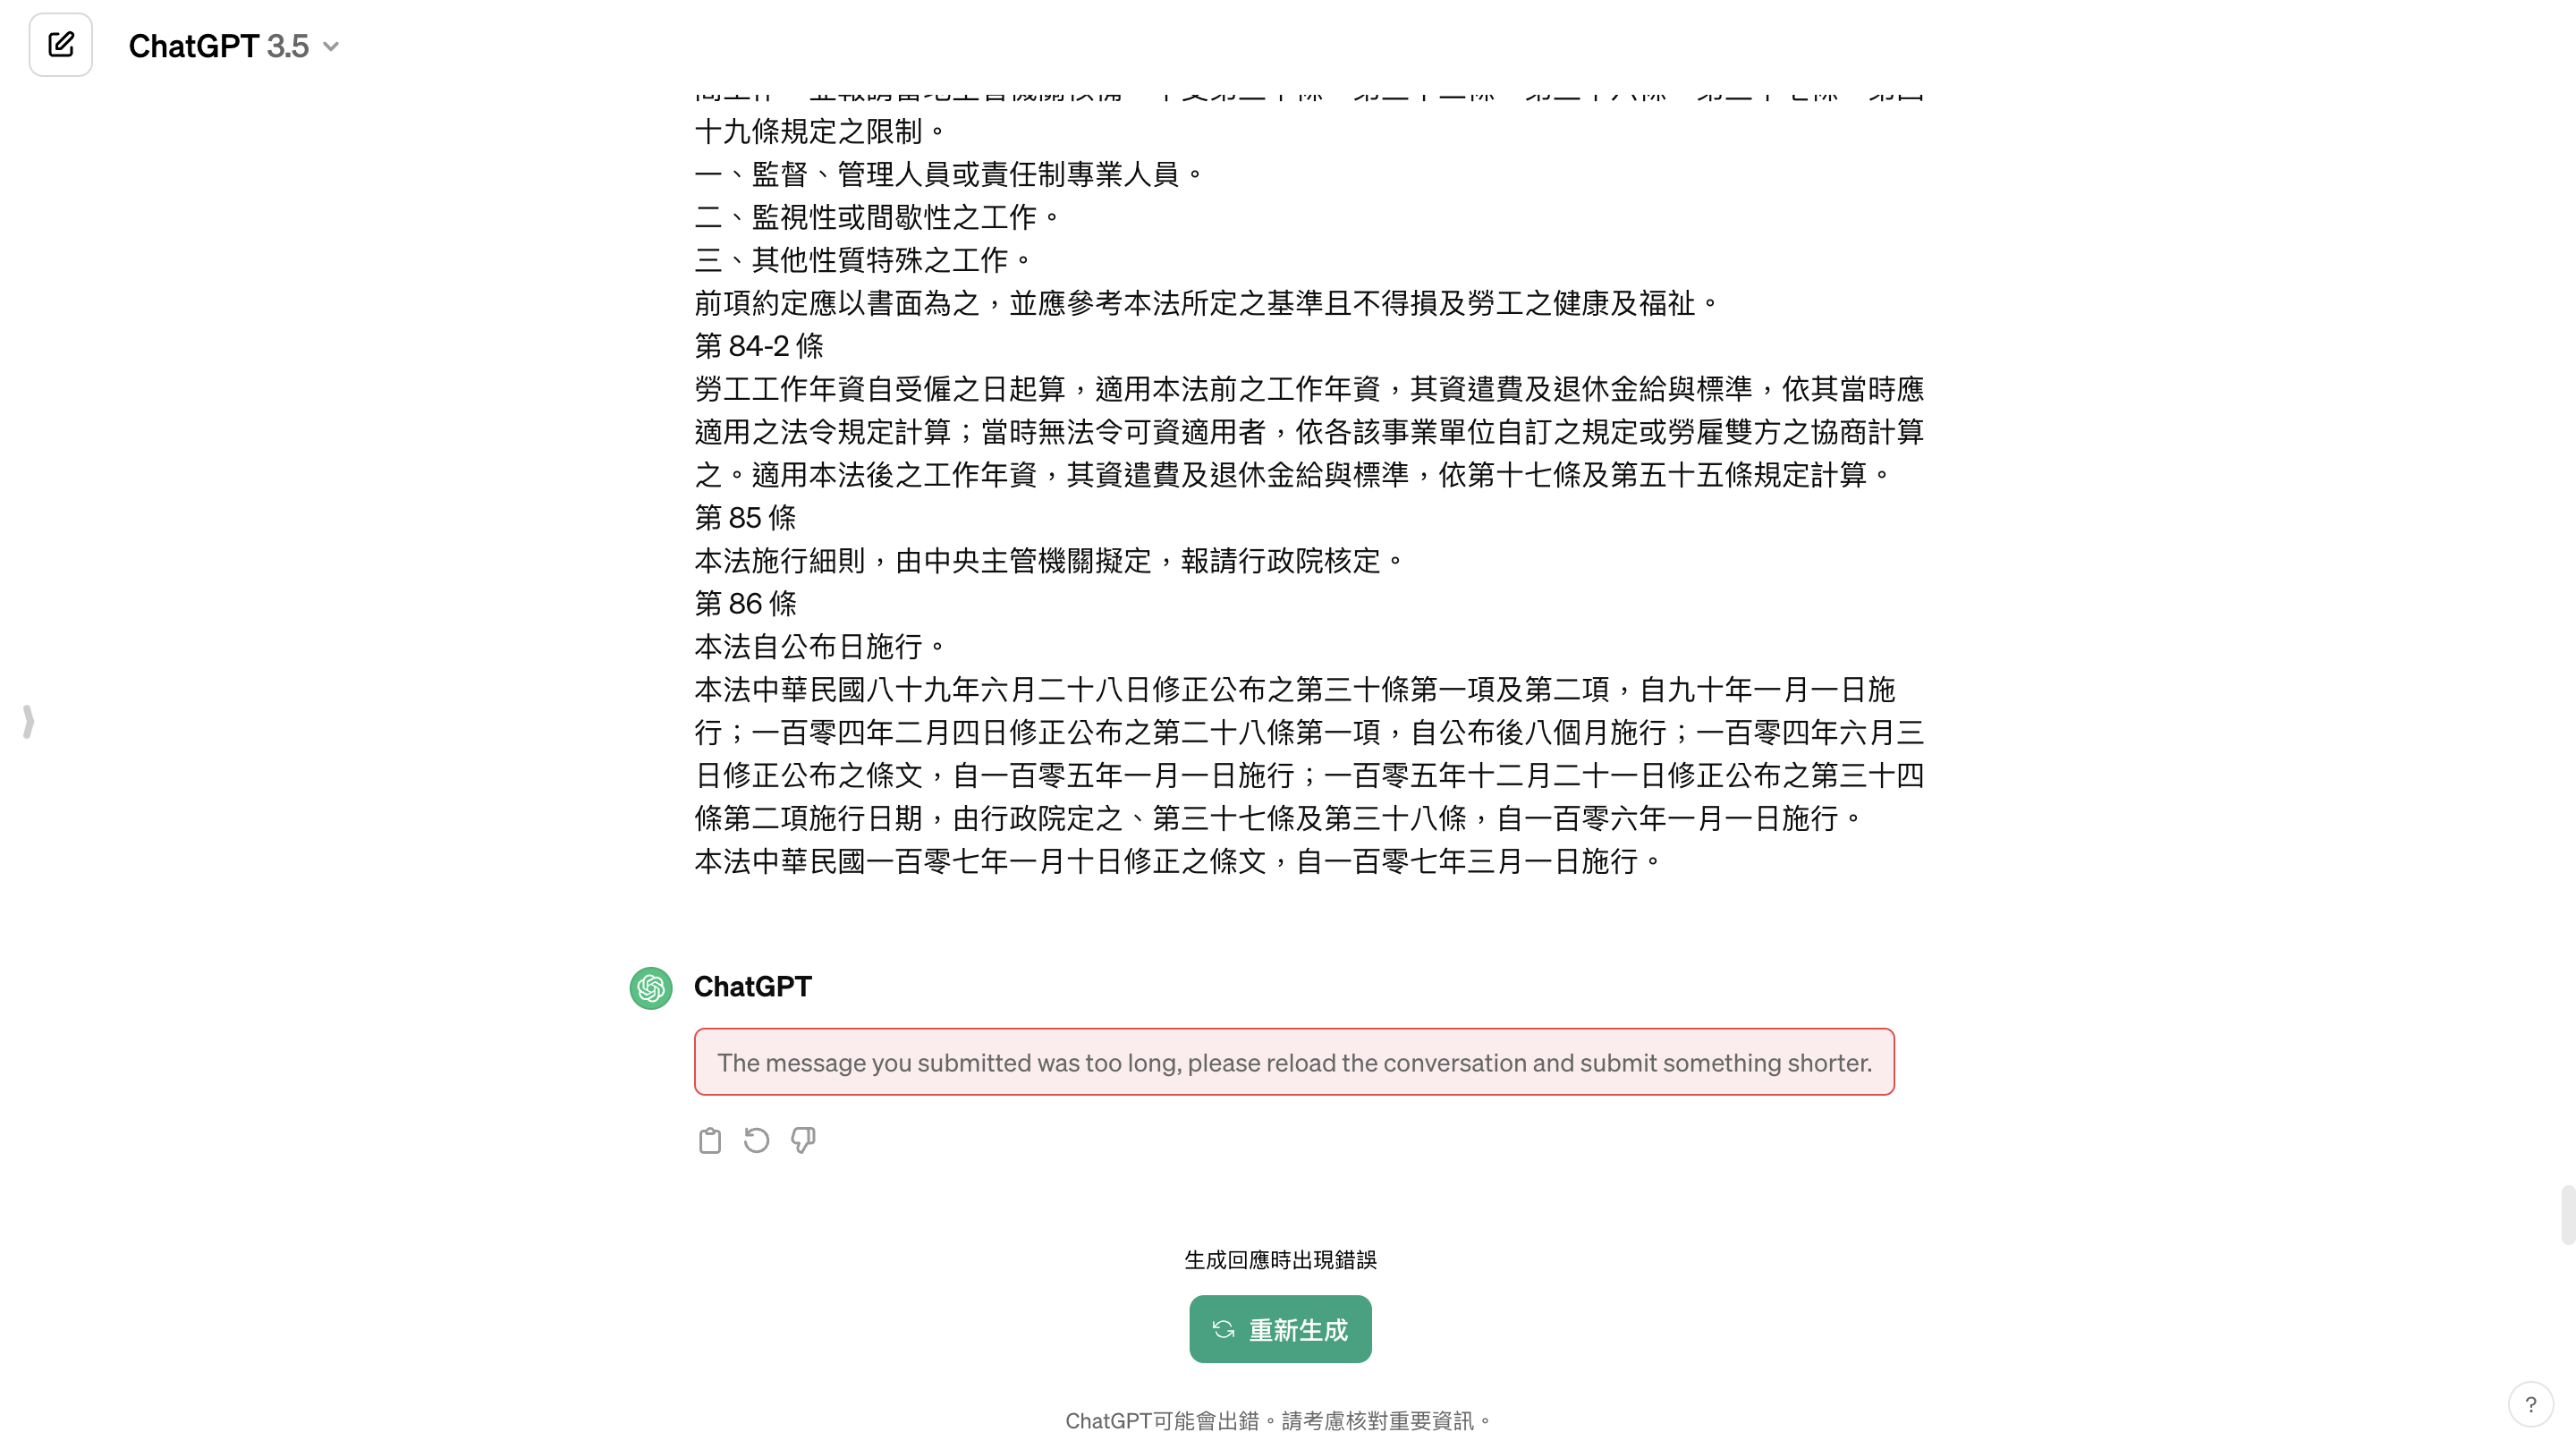 ChatGPT 3.5
十九條規定之限制。
一、監督、管理人員或責任制專業人員。
二、監視性或間歇性之工作。
三、其他性質特殊之工作。
前項約定應以書面為之，並應參考本法所定之基準且不得損及勞工之健康及福祉。
第 84-2 條
勞工工作年資自受僱之日起算，適用本法前之工作年資，其資遣費及退休金給與標準，依其當時應
適用之法令規定計算；當時無法令可資適用者，依各該事業單位自訂之規定或勞雇雙方之協商計算
之。適用本法後之工作年資，其資遣費及退休金給與標準，依第十七條及第五十五條規定計算。
第 85 條
本法施行細則，由中央主管機關擬定，報請行政院核定。
第 86 條
本法自公布日施行。
本法中華民國八十九年六月二十八日修正公布之第三十條第一項及第二項，自九十年一月一日施
行；一百零四年二月四日修正公布之第二十八條第一項，自公布後八個月施行；一百零四年六月三
日修正公布之條文，自一百零五年一月一日施行；一百零五年十二月二十一日修正公布之第三十四
條第二項施行日期，由行政院定之、第三十七條及第三十八條，自一百零六年一月一日施行。
本法中華民國一百零七年一月十日修正之條文，自一百零七年三月一日施行。
ChatGPT
The message you submitted was too long, please reload the conversation and submit something shorter.
生成回應時出現錯誤
重新生成
ChatGPT可能會出錯。請考慮核對重要資訊。
?